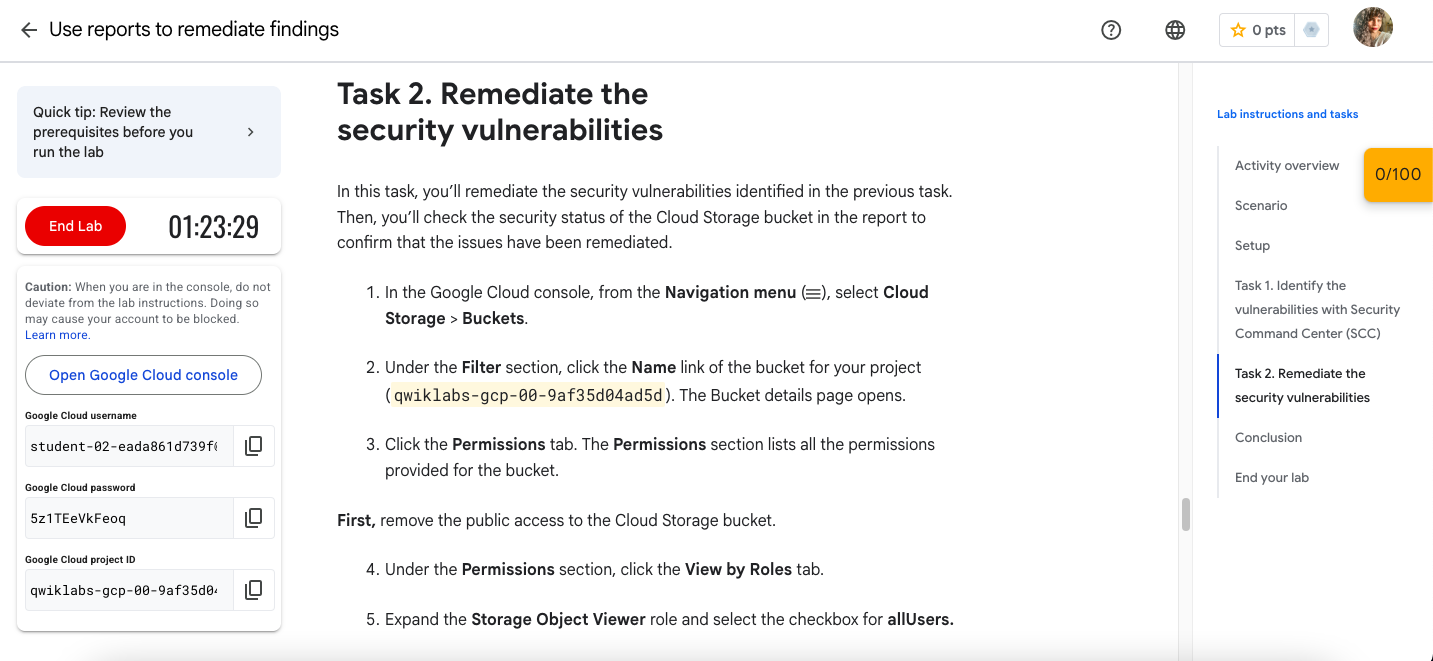 Use reports to remediate findings
0 pts
Quick tip: Review the
prerequisites before you
run the lab
End Lab
01:23:29
Caution: When you are in the console, do not
deviate from the lab instructions. Doing so
may cause your account to be blocked.
Learn more.
Open Google Cloud console
Google Cloud username
student-02-eada861d739f
Google Cloud password
5z1TEeVkFeoq
Google Cloud project ID
qwiklabs-gcp-00-9af35d04
Task 2. Remediate the
security vulnerabilities
In this task, you’ll remediate the security vulnerabilities identified in the previous task.
Then, you’ll check the security status of the Cloud Storage bucket in the report to
confirm that the issues have been remediated.
1. In the Google Cloud console, from the Navigation menu (), select Cloud
Storage > Buckets.
2. Under the Filter section, click the Name link of the bucket for your project
(qwiklabs-gcp-00-9af35d04ad5d). The Bucket details page opens.
3. Click the Permissions tab. The Permissions section lists all the permissions
provided for the bucket.
First, remove the public access to the Cloud Storage bucket.
4. Under the Permissions section, click the View by Roles tab.
5. Expand the Storage Object Viewer role and select the checkbox for allUsers.
Lab instructions and tasks
Activity overview
0/100
Scenario
Setup
Task 1. Identify the
vulnerabilities with Security
Command Center (SCC)
Task 2. Remediate the
security vulnerabilities
Conclusion
End your lab